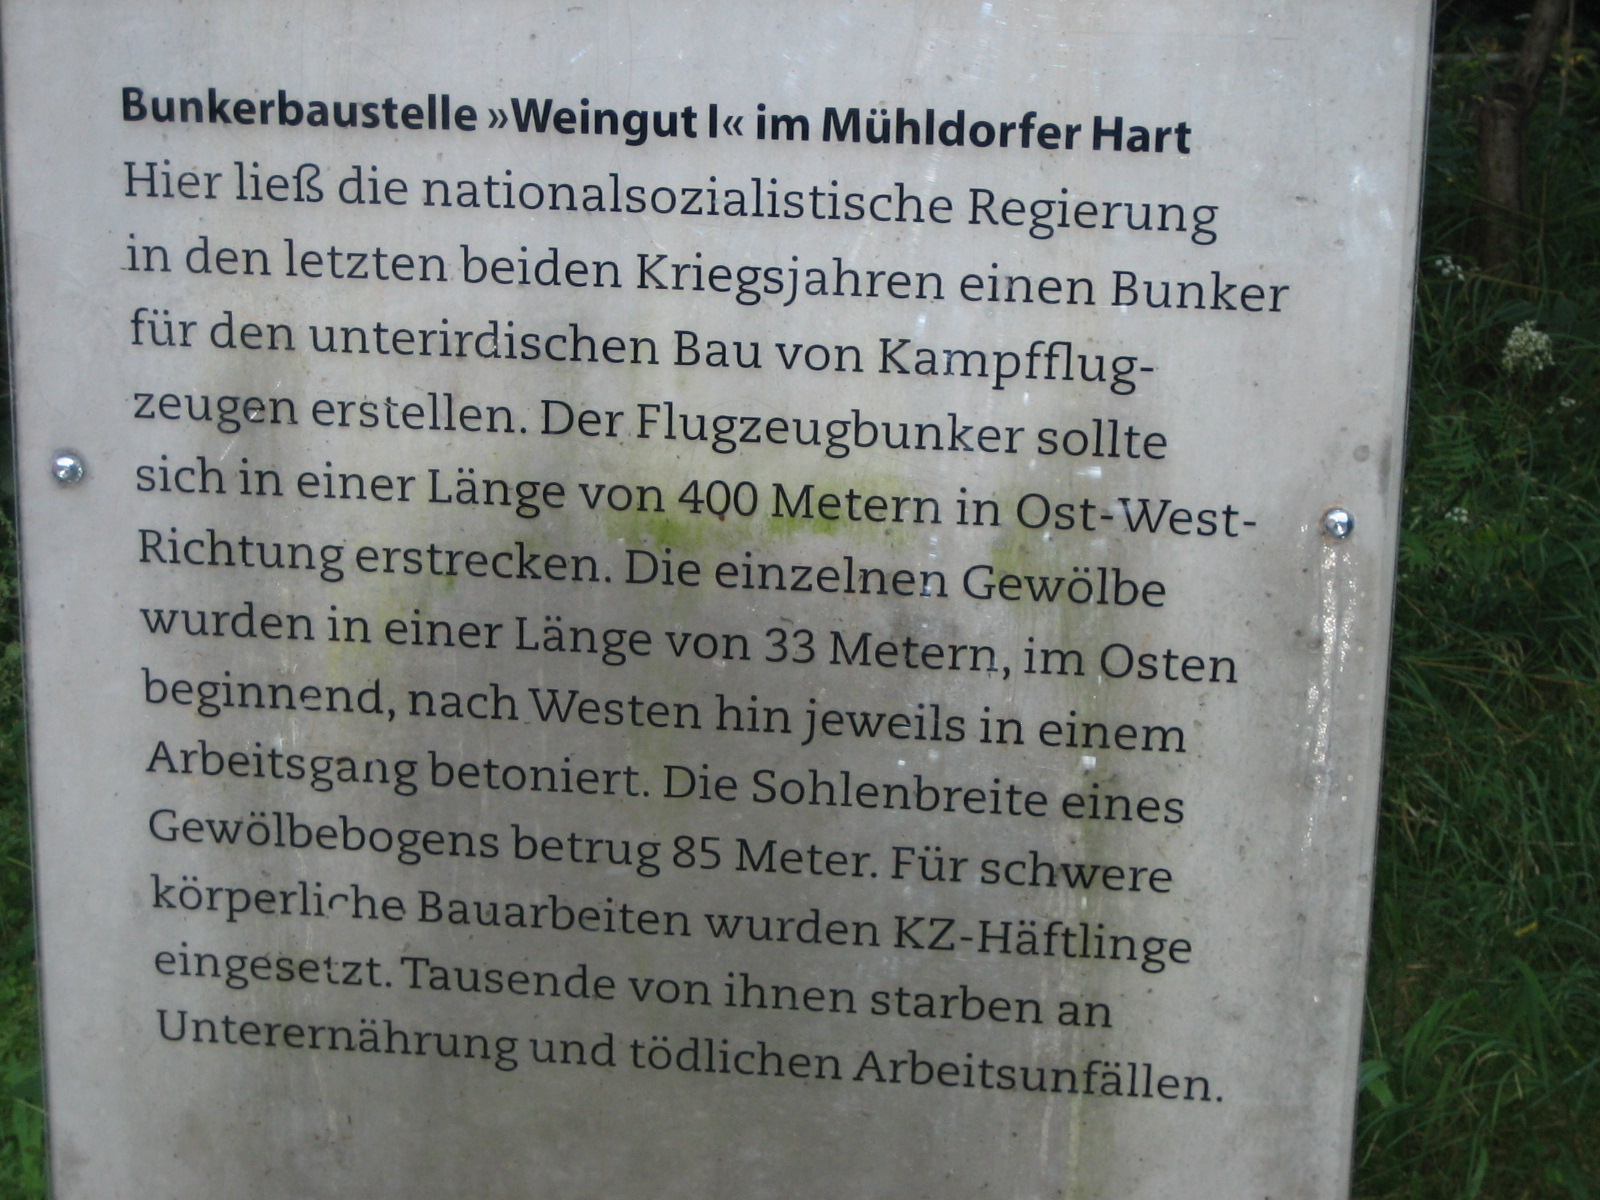 Bunkerbaustelle »Weingut I« im Mühldorfer Hart
Hier ließ die nationalsozialistische Regierung
in den letzten beiden Kriegsjahren einen Bunker
für den unterirdischen Bau von Kampfflug-
zeugen erstellen. Der Flugzeugbunker sollte
sich in einer Länge von 400 Metern in Ost-West-
Richtung erstrecken. Die einzelnen Gewölbe
wurden in einer Länge von 33 Metern, im Osten
beginnend, nach Westen hin jeweils in einem
Arbeitsgang betoniert. Die Sohlenbreite eines
Gewölbebogens betrug 85 Meter. Für schwere
körperliche Bauarbeiten wurden KZ-Häftlinge
eingesetzt. Tausende von ihnen starben an
Unterernährung und tödlichen Arbeitsunfällen.